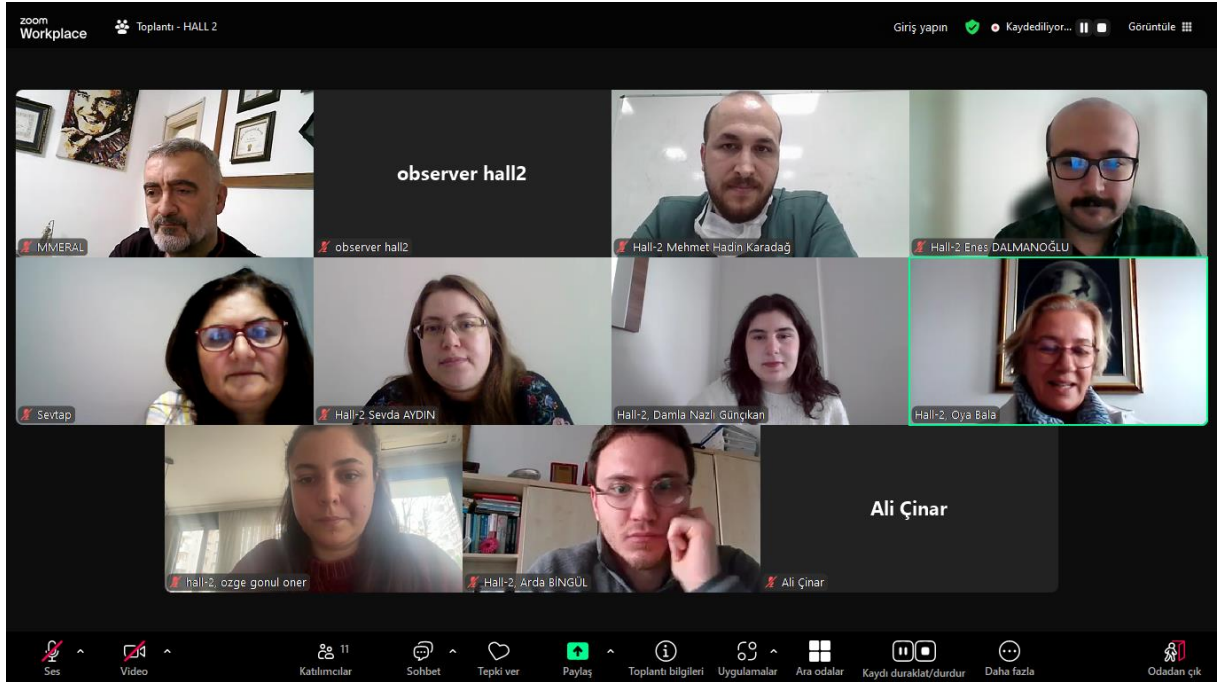 zoom
Workplace
Toplantı - HALL 2
Giriş yapın
Kaydediliyor...
Görüntüle
MMERAL
observer hall2
observer hall2
Hall-2 Mehmet Hadin Karadağ
Hall-2 Enes DALMANOĞLU
Sevtap
Hall-2 Sevda AYDIN
Hall-2, Damla Nazlı Günçıkan
Hall-2, Oya Bala
hall-2, ozge gonul oner
Hall-2, Arda BİNGÜL
Ali Çinar
Ali Çinar
Ses
Video
11
Katılımcılar
Sohbet
Tepki ver
Paylaş
Toplantı bilgileri
Uygulamalar
Ara odalar
Kaydı duraklat/durdur
Daha fazla
Odadan çık